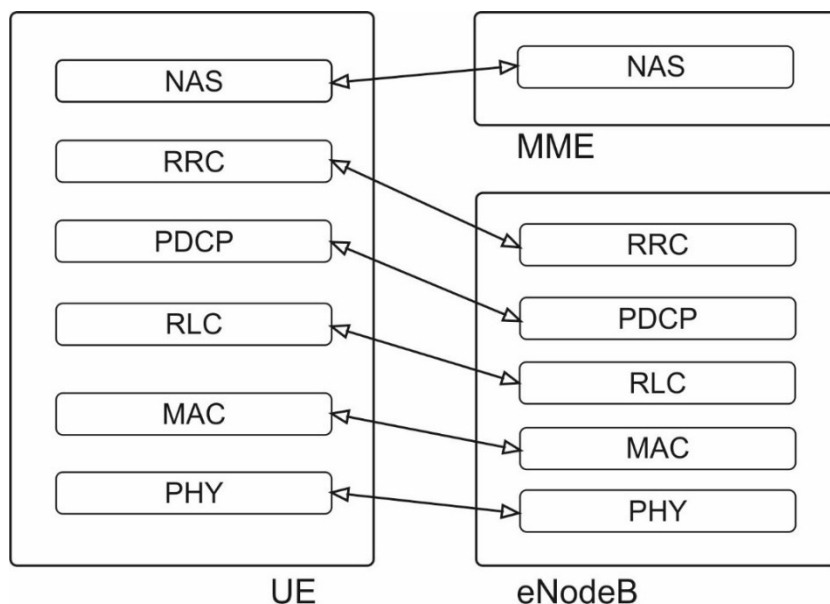 NAS
RRC
PDCP
RLC
MAC
PHY
UE
NAS
MME
RRC
PDCP
RLC
MAC
PHY
eNodeB